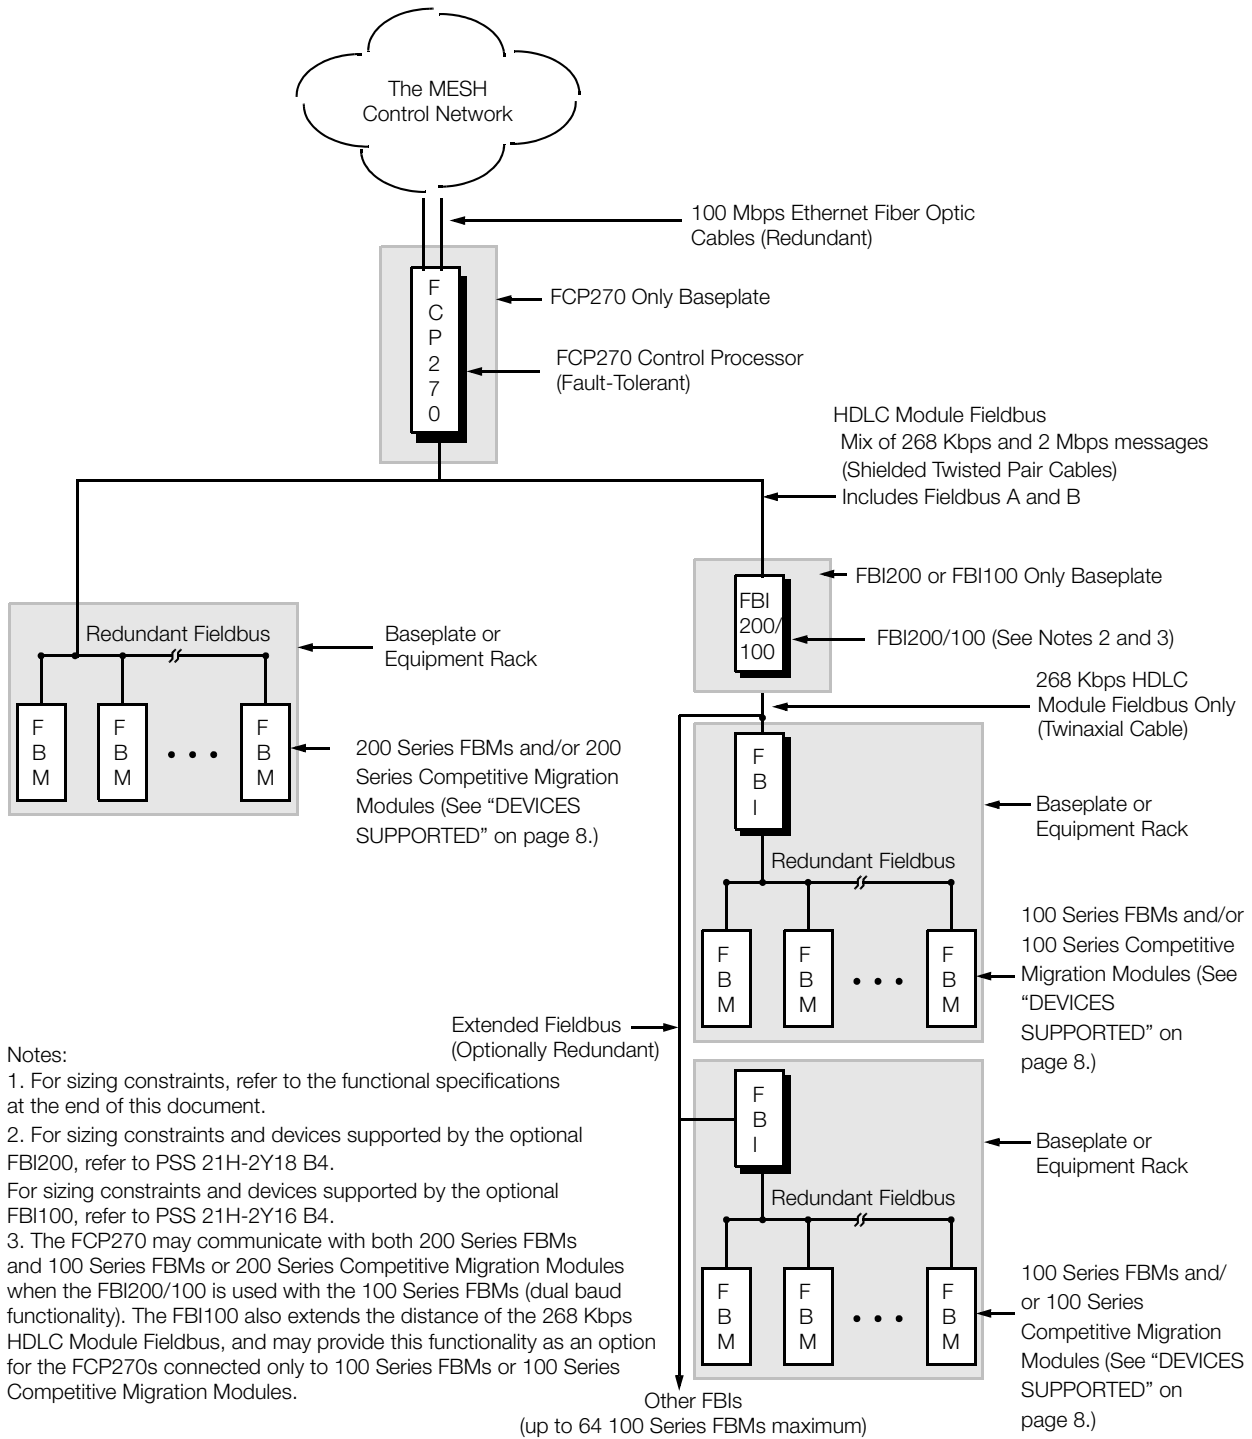 The MESH
Control Network
100 Mbps Ethernet Fiber Optic
Cables (Redundant)
F
C
P
2
7
0
FCP270 Only Baseplate
FCP270 Control Processor
(Fault-Tolerant)
HDLC Module Fieldbus
Mix of 268 Kbps and 2 Mbps messages
(Shielded Twisted Pair Cables)
Includes Fieldbus A and B
FBI200 or FBI100 Only Baseplate
FBI
200/
100
FBI200/100 (See Notes 2 and 3)
Redundant Fieldbus
Baseplate or
Equipment Rack
F
B
M
F
B
M
• • •
F
B
M
200 Series FBMs and/or 200
Series Competitive Migration
Modules (See “DEVICES
SUPPORTED” on page 8.)
268 Kbps HDLC
Module Fieldbus Only
(Twinaxial Cable)
F
B
I
Baseplate or
Equipment Rack
Redundant Fieldbus
F
B
M
F
B
M
• • •
F
B
M
100 Series FBMs and/or
100 Series Competitive
Migration Modules (See
“DEVICES
SUPPORTED” on
page 8.)
Extended Fieldbus
(Optionally Redundant)
F
B
I
Baseplate or
Equipment Rack
Redundant Fieldbus
F
B
M
F
B
M
• • •
F
B
M
100 Series FBMs and/
or 100 Series
Competitive Migration
Modules (See “DEVICES
SUPPORTED” on
page 8.)
Other FBIs
(up to 64 100 Series FBMs maximum)
Notes:
1. For sizing constraints, refer to the functional specifications
at the end of this document.
2. For sizing constraints and devices supported by the optional
FBI200, refer to PSS 21H-2Y18 B4.
For sizing constraints and devices supported by the optional
FBI100, refer to PSS 21H-2Y16 B4.
3. The FCP270 may communicate with both 200 Series FBMs
and 100 Series FBMs or 200 Series Competitive Migration Modules
when the FBI200/100 is used with the 100 Series FBMs (dual baud
functionality). The FBI100 also extends the distance of the 268 Kbps
HDLC Module Fieldbus, and may provide this functionality as an option
for the FCP270s connected only to 100 Series FBMs or 100 Series
Competitive Migration Modules.